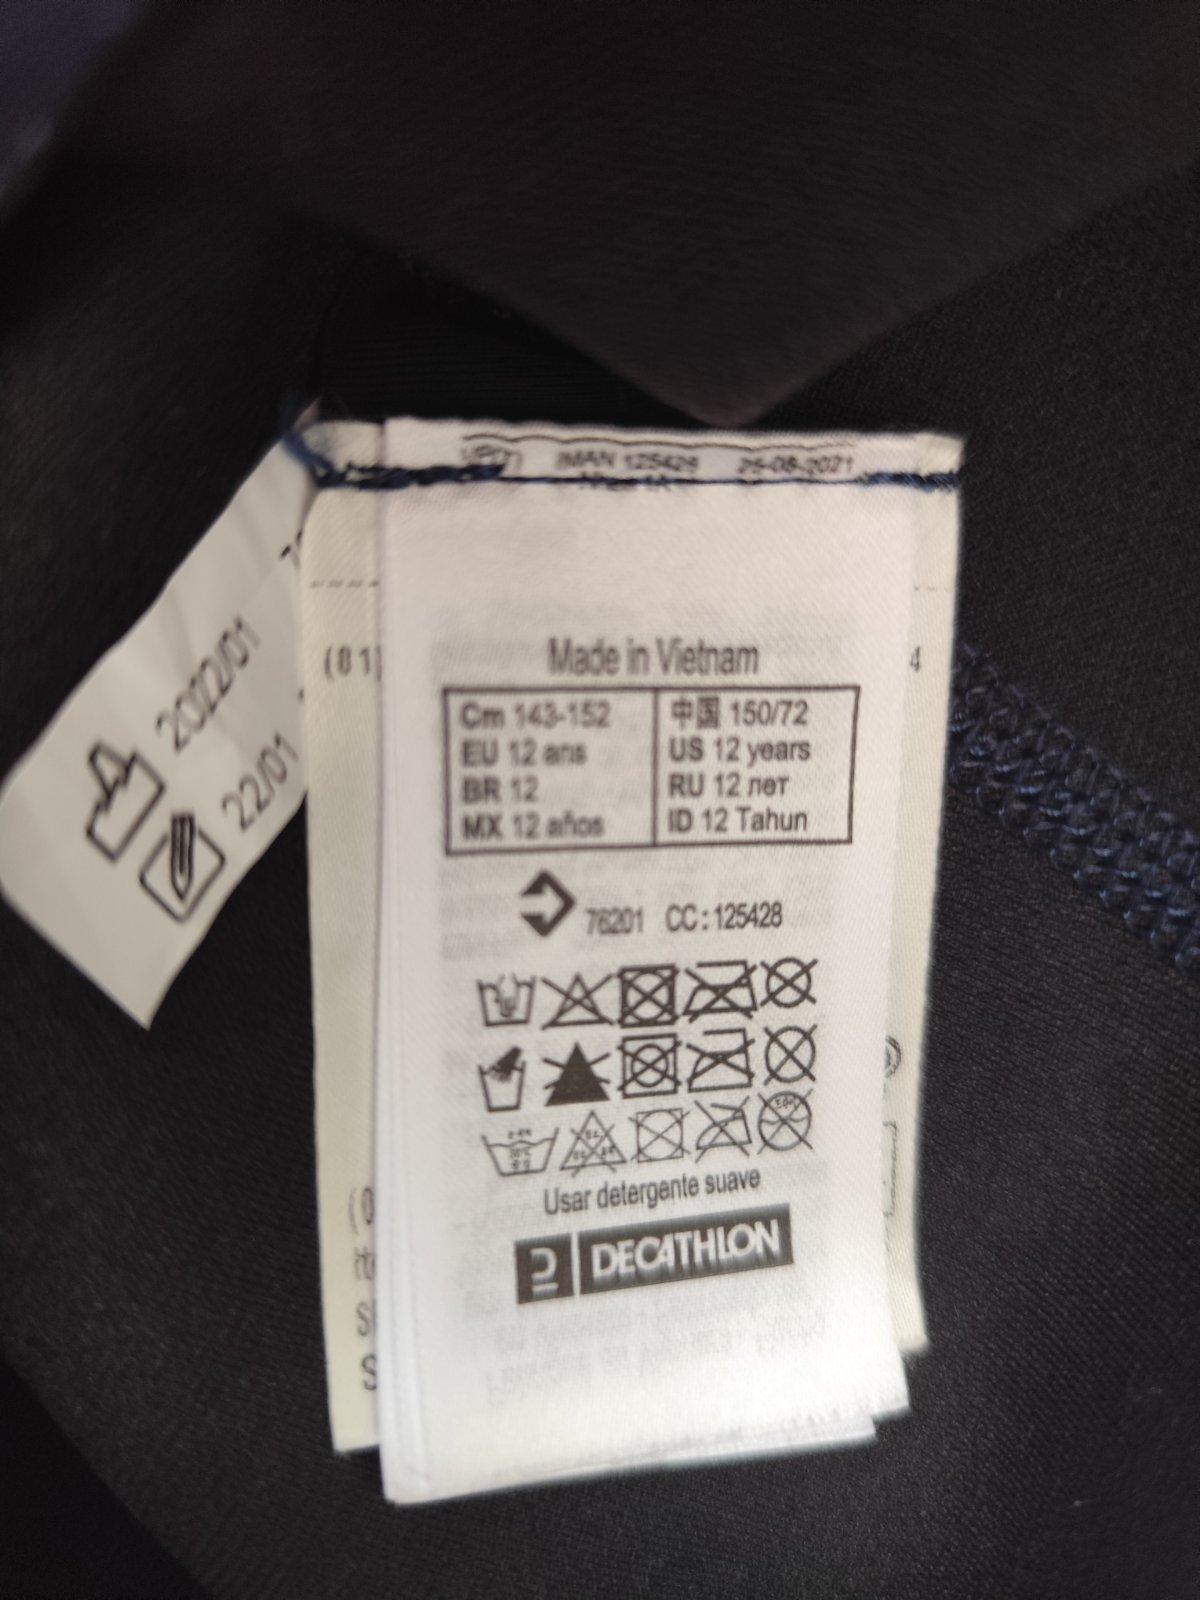 IMAN 125428 25-08-2021
2022/01
22/01
(81)
4
Made in Vietnam
Cm 143-152
中国 150/72
EU 12 ans
US 12 years
BR 12
RU 12 лет
MX 12 años
ID 12 Tahun
76201 CC:125428
Usar detergente suave
DECATHLON